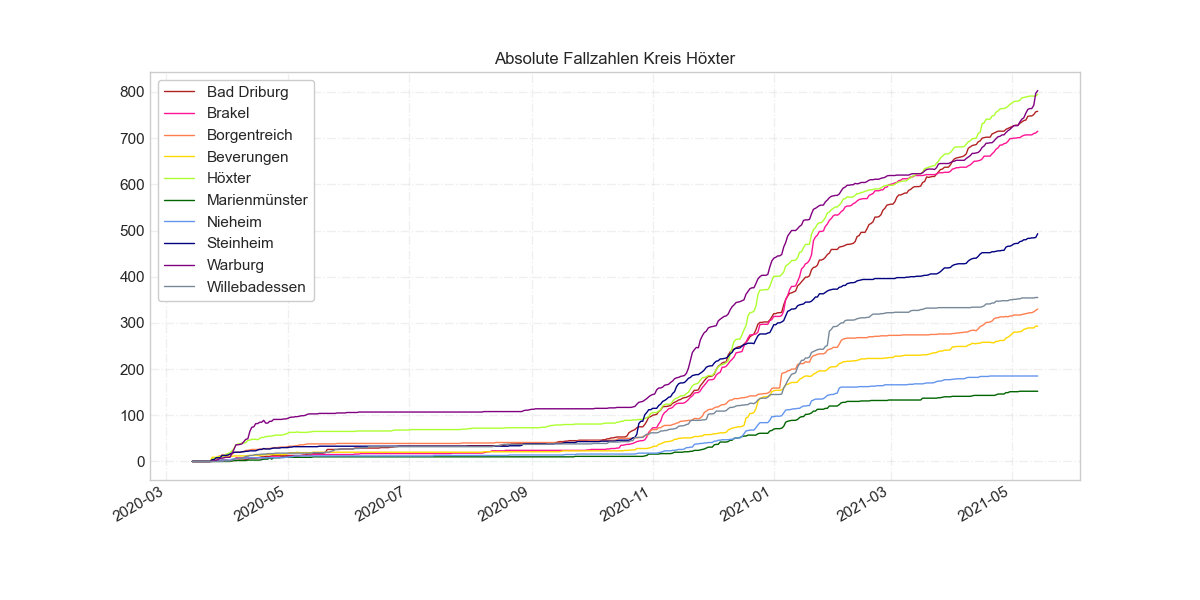 Absolute Fallzahlen Kreis Höxter
800
700
600
500
400
300
200
100
0
Bad Driburg
Brakel
Borgentreich
Beverungen
Höxter
Marienmünster
Nieheim
Steinheim
Warburg
Willebadessen
2020-03
2020-05
2020-07
2020-09
2020-11
2021-01
2021-03
2021-05